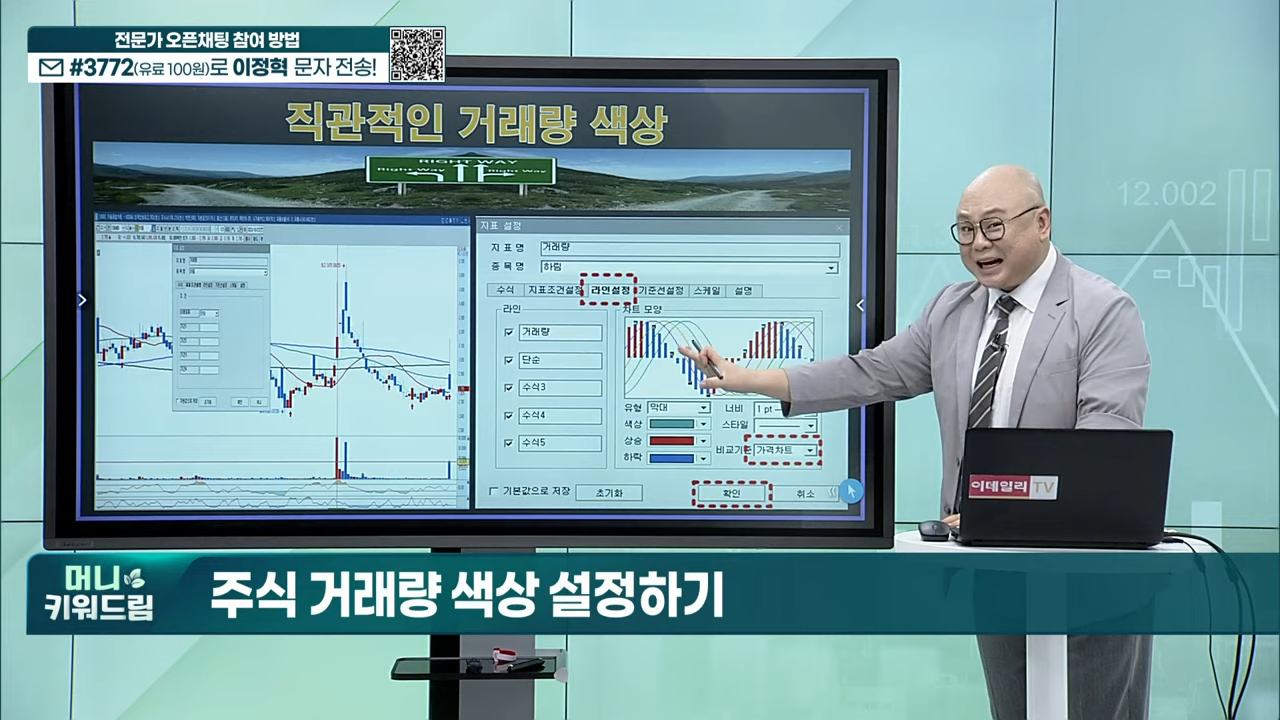 전문가 오픈채팅 참여 방법
#3772(유료 100원)로 이정혁 문자 전송!
직관적인 거래량 색상
RIGHT WAY
Right Way
Right Way
12.002
지표 설정
지 표 명
거래량
종 목 명
하림
수식
지표조건설정
라인설정
기준선설정
스케일
설명
라인
차트 모양
거래량
단순
수식3
수식4
수식5
유형
막대
너비
1 pt
색상
스타일
상승
하락
비교기준
가격차트
기본값으로 저장
초기화
확인
취소
이데일리TV
머니
키워드림
주식 거래량 색상 설정하기